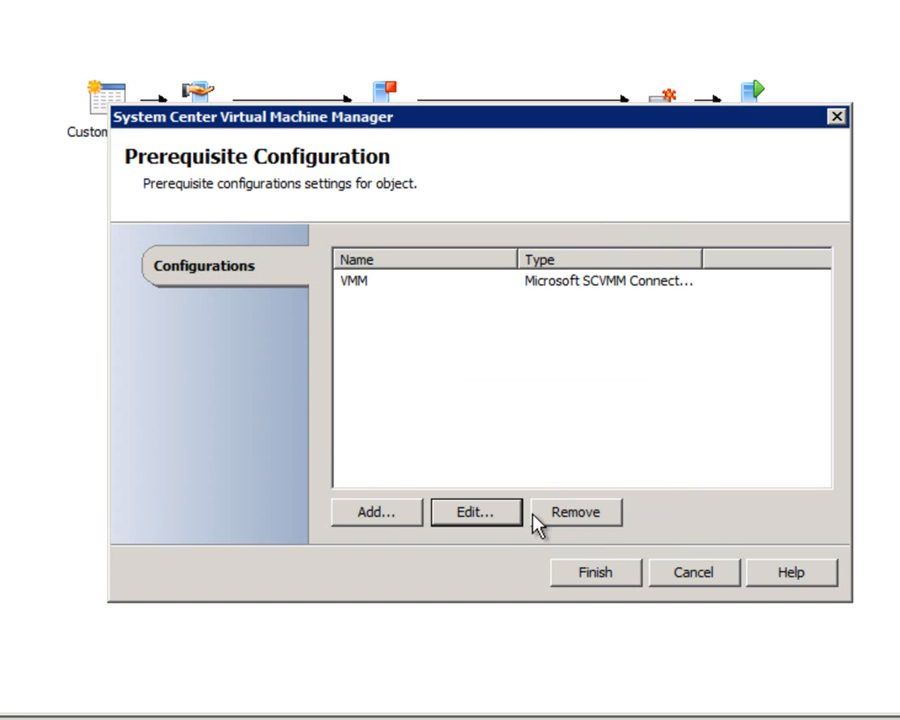 Custom
System Center Virtual Machine Manager
Prerequisite Configuration
Prerequisite configurations settings for object.
Configurations
Name Type
VMM Microsoft SCVMM Connect...
Add... Edit... Remove
Finish Cancel Help